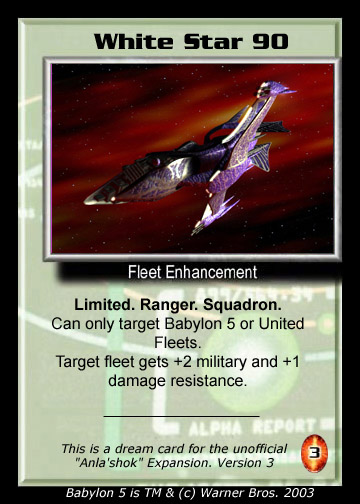 White Star 90
Fleet Enhancement
Limited. Ranger. Squadron.
Can only target Babylon 5 or United
Fleets.
Target fleet gets +2 military and +1
damage resistance.
This is a dream card for the unofficial
"Anla'shok" Expansion. Version 3
3
ALPHA REPORT
Babylon 5 is TM & (c) Warner Bros. 2003